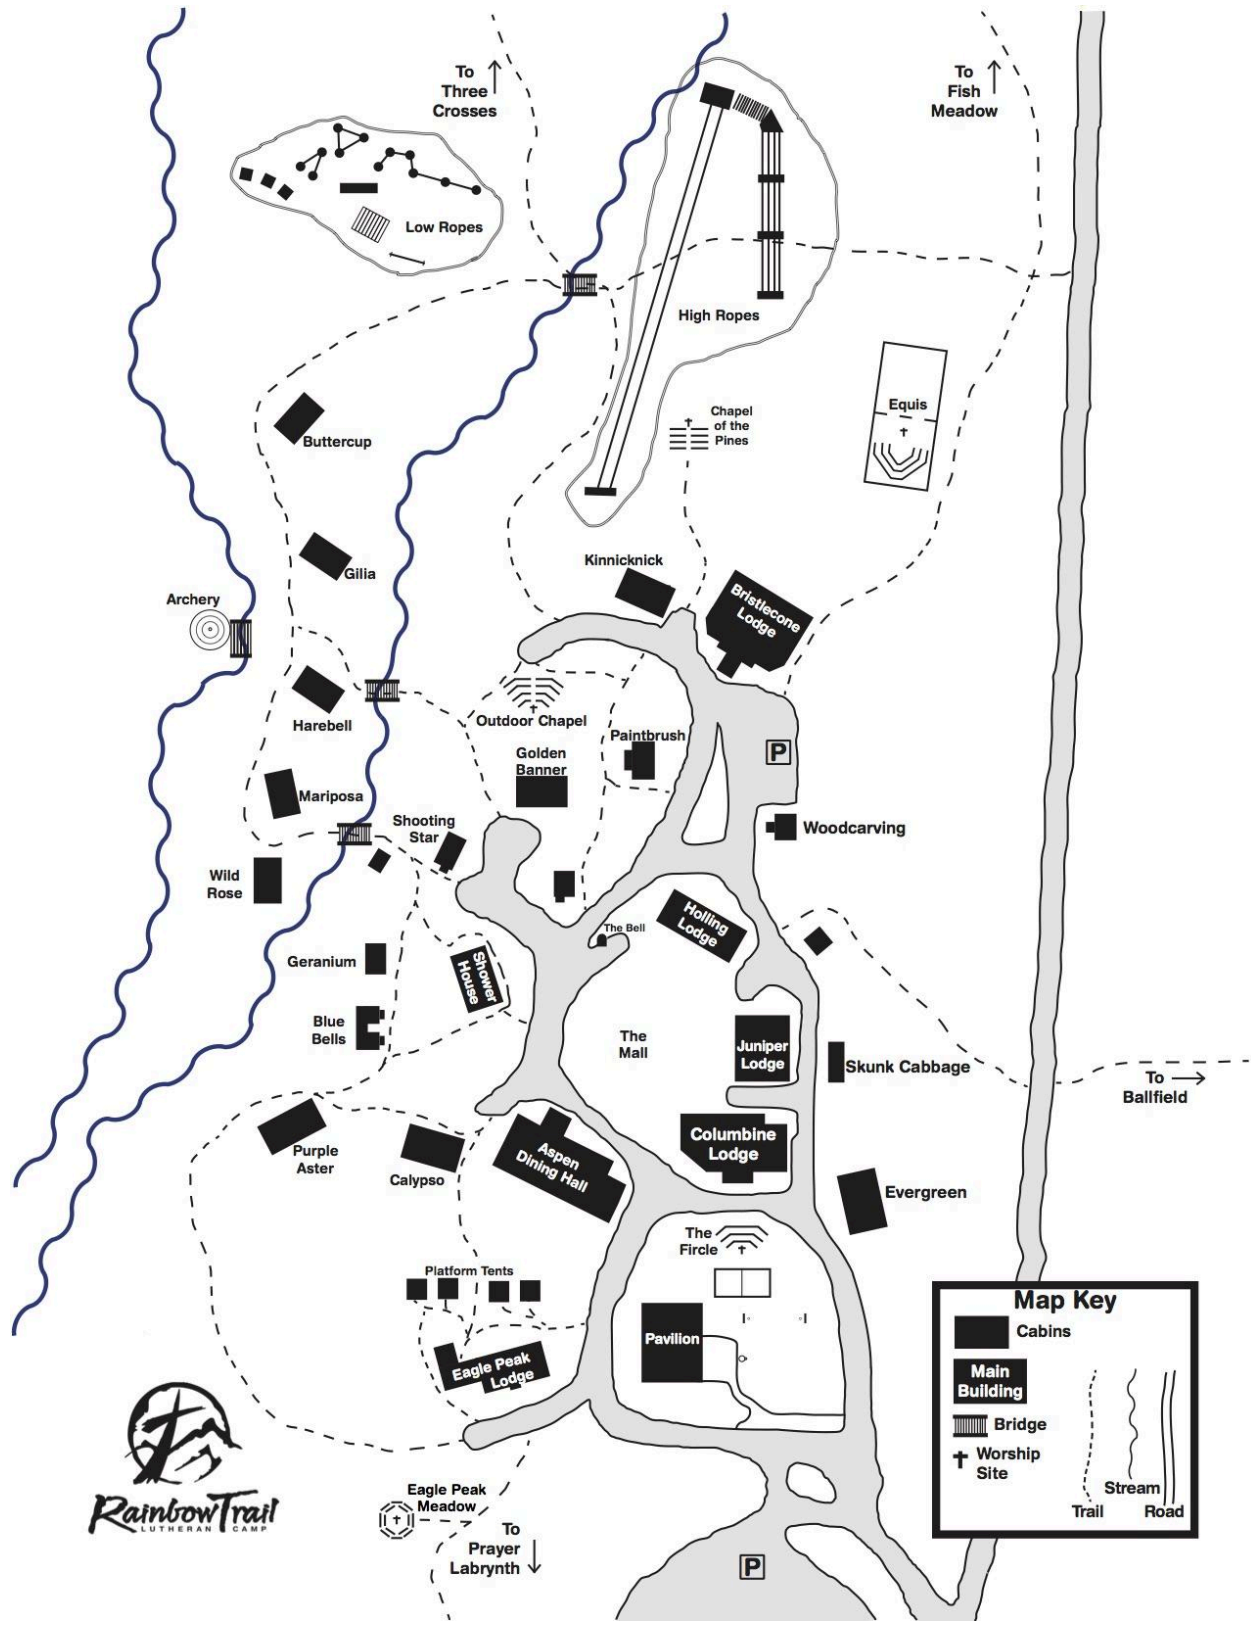 To
Three
Crosses
To
Fish
Meadow
Low Ropes
High Ropes
Equis
Chapel
of the
Pines
Buttercup
Gilia
Kinnicknick
Bristlecone
Lodge
Archery
Harebell
Outdoor Chapel
Paintbrush
Golden
Banner
P
Mariposa
Shooting
Star
Woodcarving
Wild
Rose
Holling
Lodge
The Bell
Geranium
Shower
House
Blue
Bells
The
Mall
Juniper
Lodge
Skunk Cabbage
To
Ballfield
Purple
Aster
Calypso
Aspen
Dining Hall
Columbine
Lodge
Evergreen
The
Fircle
Platform Tents
Pavilion
Eagle Peak
Lodge
Map Key
Cabins
Main
Building
Bridge
Worship
Site
Trail
Stream
Road
RainbowTrail
LUTHERAN CAMP
Eagle Peak
Meadow
To
Prayer
Labrynth
P